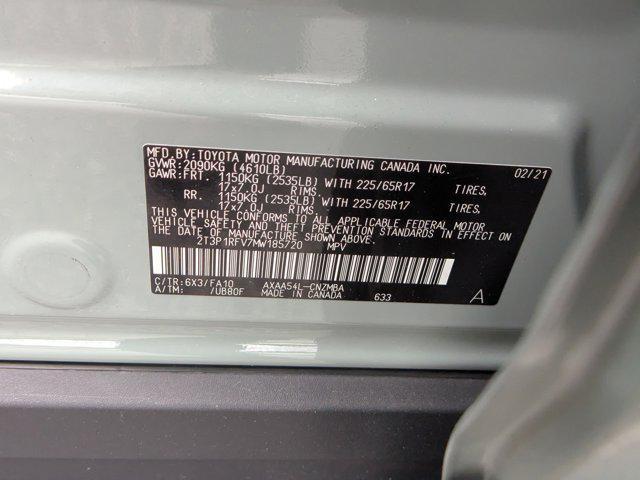 MFD.BY:TOYOTA MOTOR MANUFACTURING CANADA INC. 02/21
GVWR:2090KG (4610LB)
GAWR:FRT. 1150KG (2535LB) WITH 225/65R17 TIRES,
17x7.0J RIMS.
RR. 1150KG (2535LB) WITH 225/65R17 TIRES,
17x7.0J RIMS.
THIS VEHICLE CONFORMS TO ALL APPLICABLE FEDERAL MOTOR
VEHICLE SAFETY AND THEFT PREVENTION STANDARDS IN EFFECT
ON THE DATE OF MANUFACTURE SHOWN ABOVE.
2T3P1RFV7MW185720 MPV
C/TR:6X3/FA10 AXAA54L-CNZMBA
A/TM: /UB80F MADE IN CANADA 633 A